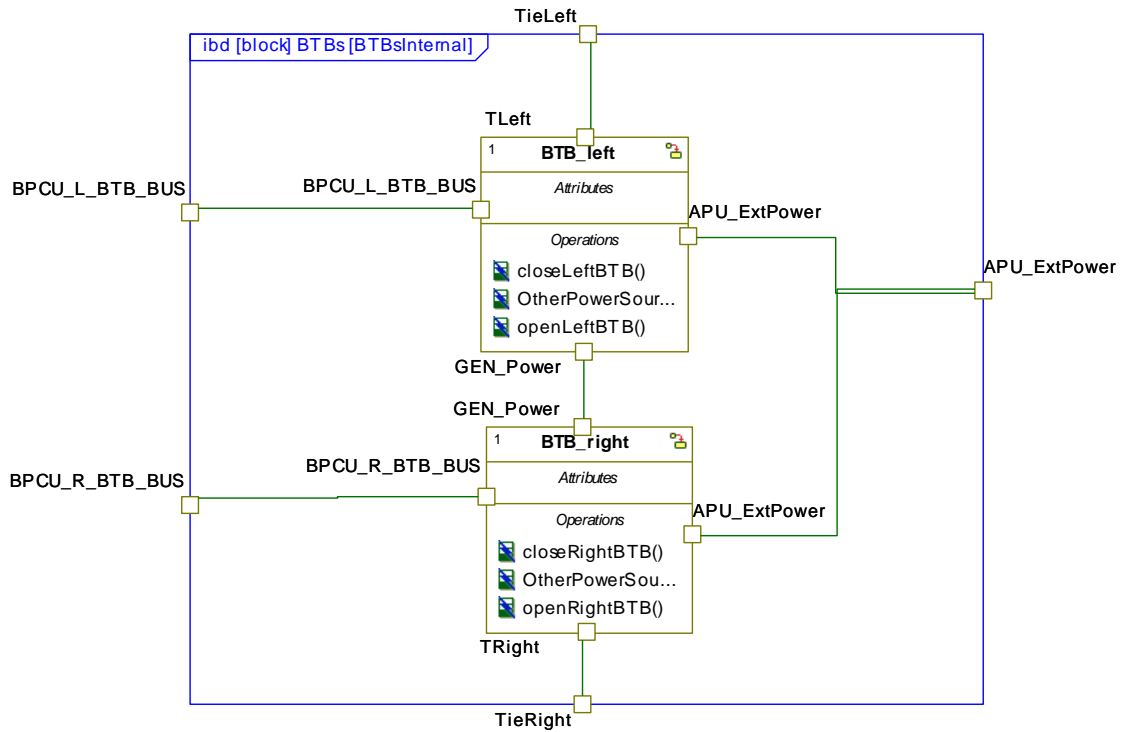 TieLeft
ibd [block] BTBs [BTBsInternal]
TLeft
1
BTB_left
BPCU_L_BTB_BUS
BPCU_L_BTB_BUS
Attributes
APU_ExtPower
Operations
closeLeftBTB()
APU_ExtPower
OtherPowerSour...
openLeftBTB()
GEN_Power
GEN_Power
1
BTB_right
BPCU_R_BTB_BUS
BPCU_R_BTB_BUS
Attributes
APU_ExtPower
Operations
closeRightBTB()
OtherPowerSou...
openRightBTB()
TRight
TieRight